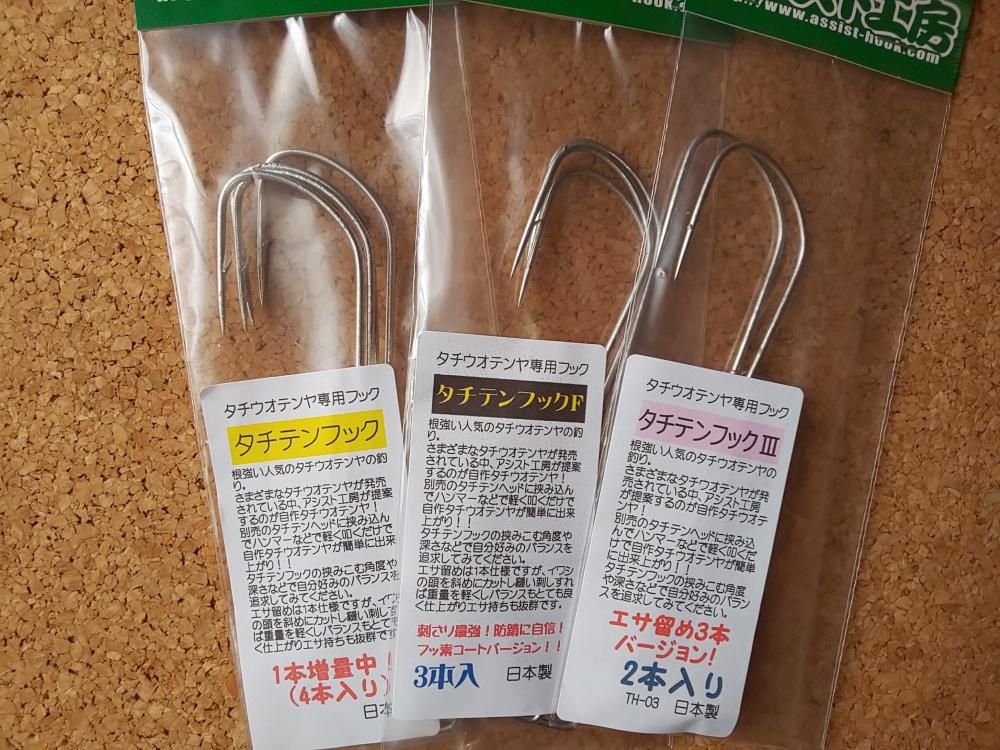 hook.
工房
www.assist-hook.com
タチウオテンヤ専用フック
タチテンフック
根強い人気のタチウオテンヤの釣
り。
さまざまなタチウオテンヤが発売
されている中、アシスト工房が提案
するのが自作タチウオテンヤ!
別売のタチテンヘッドに挟み込ん
でハンマーなどで軽く叩くだけで
自作タチウオテンヤが簡単に出来
上がり!!
タチテンフックの挟みこむ角度や
深さなどで自分好みのバランスを
追求してみてください。
エサ留めは1本仕様ですが、イワシ
の頭を斜めにカットし縫い刺し
ば重量を軽くしバランスもとて
く仕上がりエサ持ちも抜群です
1本増量中!
(4本入り)
日本
タチウオテンヤ専用フック
タチテンフックF
根強い人気のタチウオテンヤの釣
り。
さまざまなタチウオテンヤが発売
されている中、アシスト工房が提案
するのが自作タチウオテンヤ!
別売のタチテンヘッドに挟み込ん
でハンマーなどで軽く叩くだけで
自作タチウオテンヤが簡単に出来
上がり!!
タチテンフックの挟みこむ角度や
深さなどで自分好みのバランスを
追求してみてください。
エサ留めは1本仕様ですが、イワシ
の頭を斜めにカットし縫い刺しすれ
ば重量を軽くしバランスもとても良
く仕上がりエサ持ちも抜群です。
刺さり最強!防錆に自信!
フッ素コートバージョン!!
3本入 日本製
タチウオテンヤ専用フック
タチテンフックⅢ
根強い人気のタチウオテンヤの
釣り。
さまざまなタチウオテンヤが発
売されている中、アシスト工房
が提案するのが自作タチウオテ
ンヤ!
別売のタチテンヘッドに挟み込
んでハンマーなどで軽く叩くだ
けで自作タチウオテンヤが簡単
に出来上がり!!
タチテンフックの挟みこむ角度
や深さなどで自分好みのバラン
スを追求してみてください。
エサ留め3本
バージョン!
2本入り
TH-03 日本製